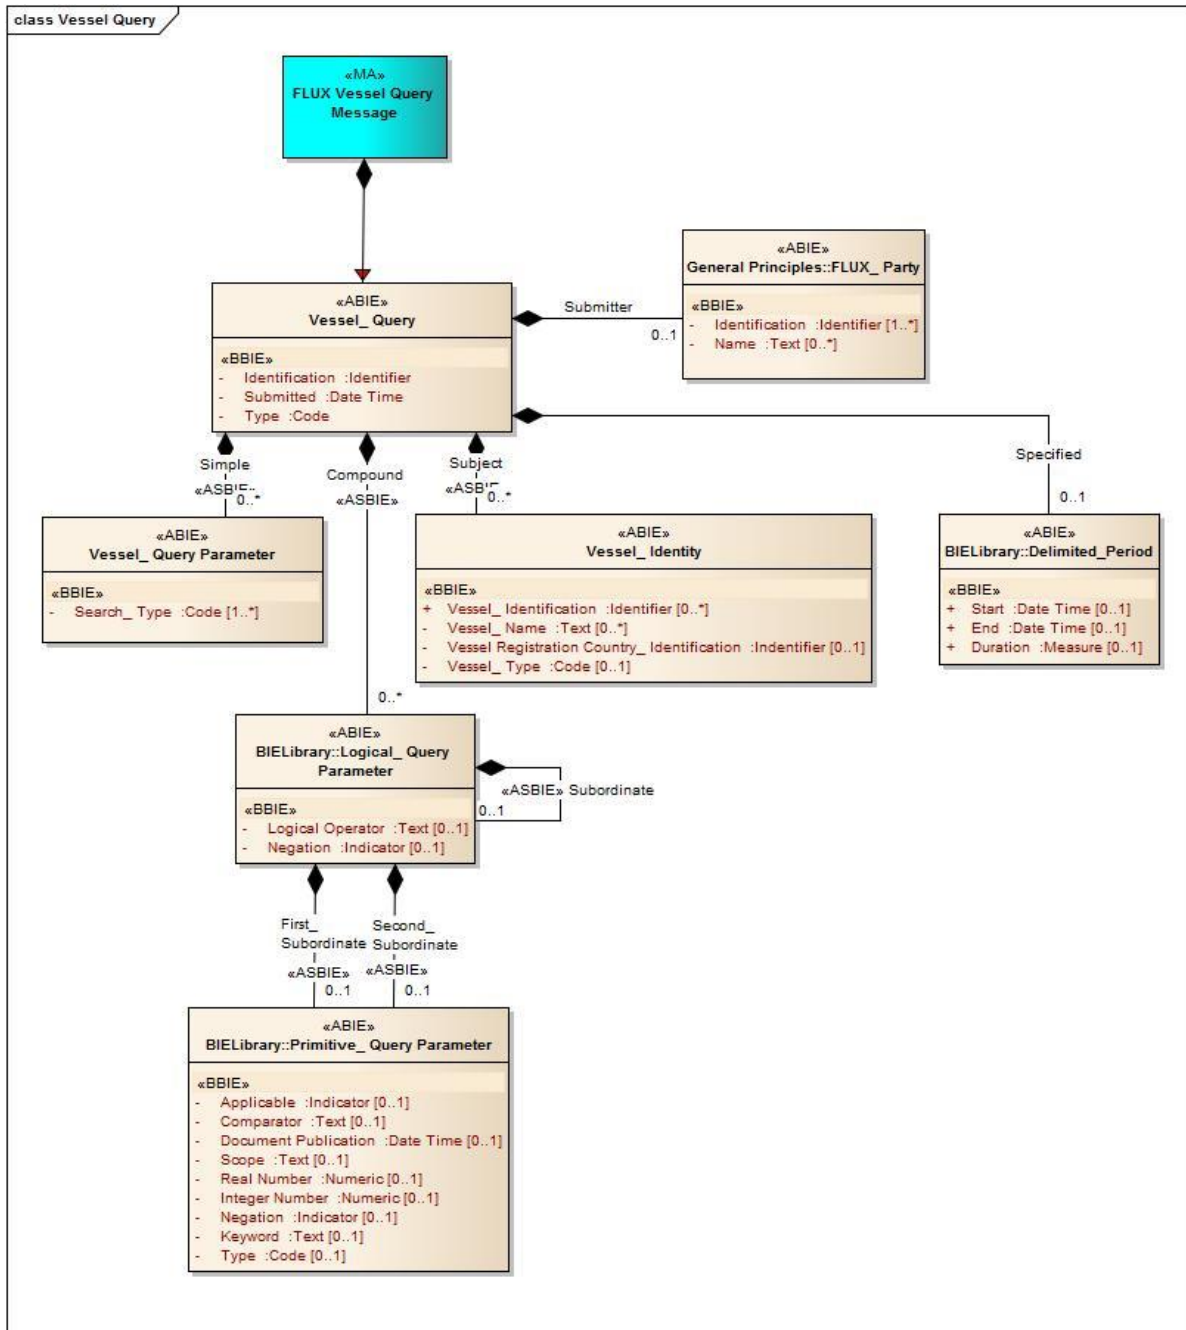 class Vessel Query
«MA»
FLUX Vessel Query
Message
«ABIE»
General Principles::FLUX_ Party
«BBIE»
- Identification :Identifier [1..*]
- Name :Text [0..*]
Submitter
0..1
«ABIE»
Vessel_ Query
«BBIE»
- Identification :Identifier
- Submitted :Date Time
- Type :Code
Simple
«ASBIE»
0..*
Compound
«ASBIE»
0..*
Subject
«ASBIE»
0..*
Specified
0..1
«ABIE»
Vessel_ Query Parameter
«BBIE»
- Search_ Type :Code [1..*]
«ABIE»
Vessel_ Identity
«BBIE»
+ Vessel_ Identification :Identifier [0..*]
- Vessel_ Name :Text [0..*]
- Vessel Registration Country_ Identification :Indentifier [0..1]
- Vessel_ Type :Code [0..1]
«ABIE»
BIELibrary::Delimited_Period
«BBIE»
+ Start :Date Time [0..1]
+ End :Date Time [0..1]
+ Duration :Measure [0..1]
«ABIE»
BIELibrary::Logical_ Query
Parameter
«BBIE»
- Logical Operator :Text [0..1]
- Negation :Indicator [0..1]
«ASBIE» Subordinate
0..1
First_
Subordinate
«ASBIE»
0..1
Second_
Subordinate
«ASBIE»
0..1
«ABIE»
BIELibrary::Primitive_ Query Parameter
«BBIE»
- Applicable :Indicator [0..1]
- Comparator :Text [0..1]
- Document Publication :Date Time [0..1]
- Scope :Text [0..1]
- Real Number :Numeric [0..1]
- Integer Number :Numeric [0..1]
- Negation :Indicator [0..1]
- Keyword :Text [0..1]
- Type :Code [0..1]